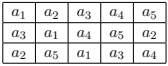 a₁ a₂ a₃ a₄ a₅
a₃ a₁ a₄ a₅ a₂
a₂ a₅ a₁ a₃ a₄